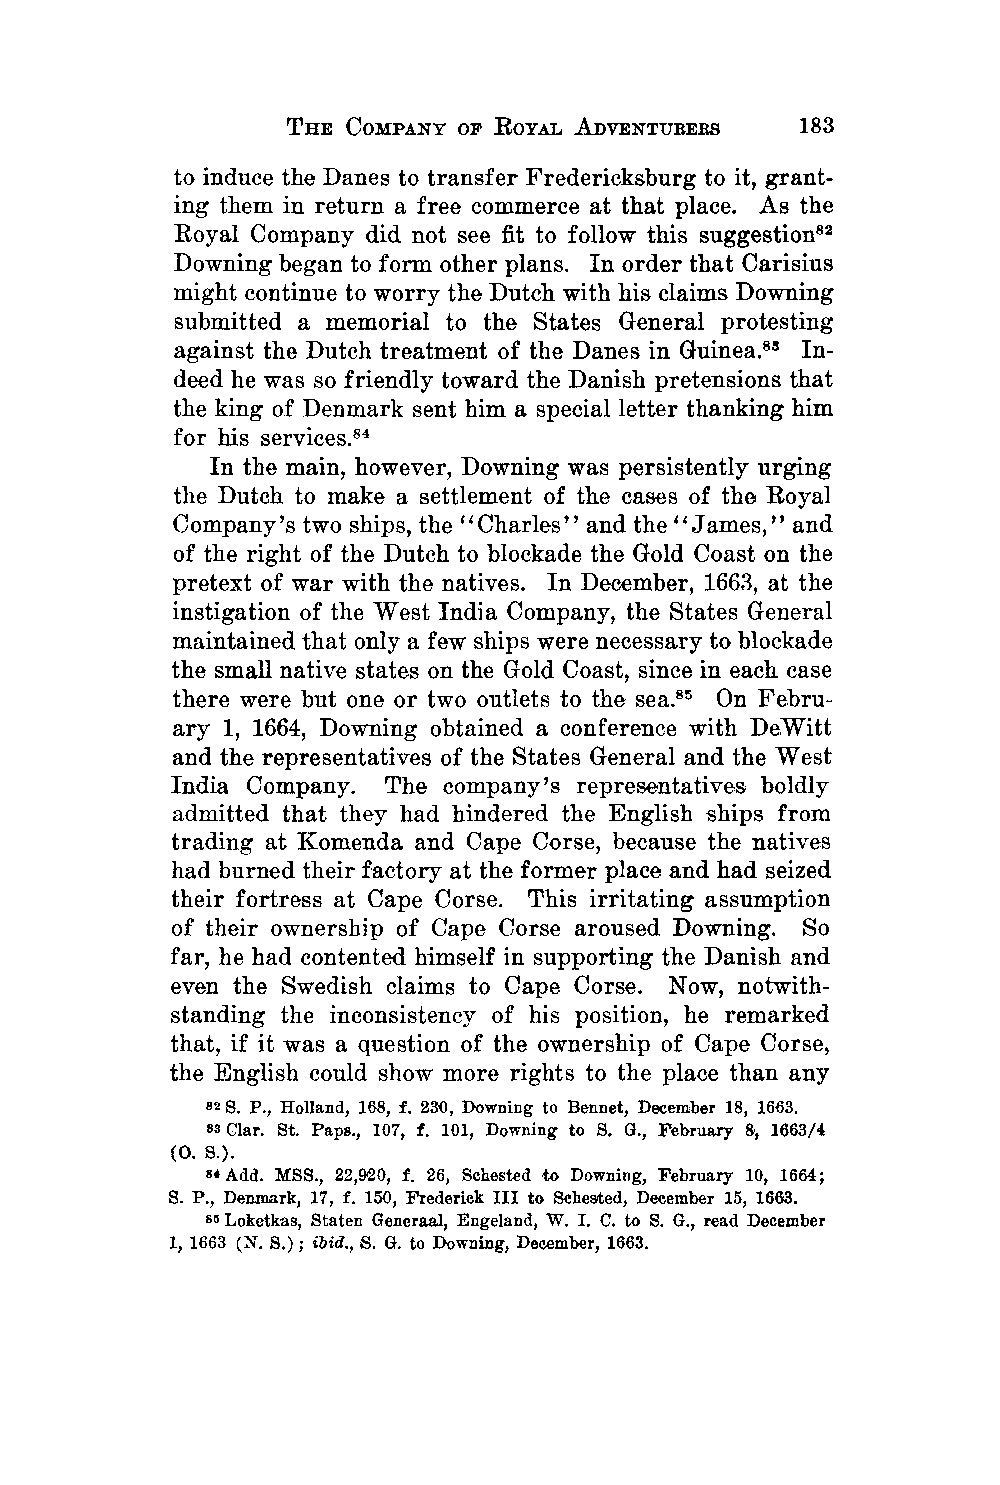 THE COMPANY OF ROYAL ADVENTURERS 183
to induce the Danes to transfer Fredericksburg to it, grant-
ing them in return a free commerce at that place. As the
Royal Company did not see fit to follow this suggestion⁸²
Downing began to form other plans. In order that Carisius
might continue to worry the Dutch with his claims Downing
submitted a memorial to the States General protesting
against the Dutch treatment of the Danes in Guinea.⁸³ In-
deed he was so friendly toward the Danish pretensions that
the king of Denmark sent him a special letter thanking him
for his services.⁸⁴
In the main, however, Downing was persistently urging
the Dutch to make a settlement of the cases of the Royal
Company's two ships, the "Charles" and the "James," and
of the right of the Dutch to blockade the Gold Coast on the
pretext of war with the natives. In December, 1663, at the
instigation of the West India Company, the States General
maintained that only a few ships were necessary to blockade
the small native states on the Gold Coast, since in each case
there were but one or two outlets to the sea.⁸⁵ On Febru-
ary 1, 1664, Downing obtained a conference with DeWitt
and the representatives of the States General and the West
India Company. The company's representatives boldly
admitted that they had hindered the English ships from
trading at Komenda and Cape Corse, because the natives
had burned their factory at the former place and had seized
their fortress at Cape Corse. This irritating assumption
of their ownership of Cape Corse aroused Downing. So
far, he had contented himself in supporting the Danish and
even the Swedish claims to Cape Corse. Now, notwith-
standing the inconsistency of his position, he remarked
that, if it was a question of the ownership of Cape Corse,
the English could show more rights to the place than any
⁸² S. P., Holland, 168, f. 230, Downing to Bennet, December 18, 1663.
⁸³ Clar. St. Paps., 107, f. 101, Downing to S. G., February 8, 1663/4
(O. S.).
⁸⁴ Add. MSS., 22,920, f. 26, Schested to Downing, February 10, 1664;
S. P., Denmark, 17, f. 150, Frederick III to Schested, December 15, 1663.
⁸⁵ Loketkas, Staten Generaal, Engeland, W. I. C. to S. G., read December
1, 1663 (N. S.); ibid., S. G. to Downing, December, 1663.